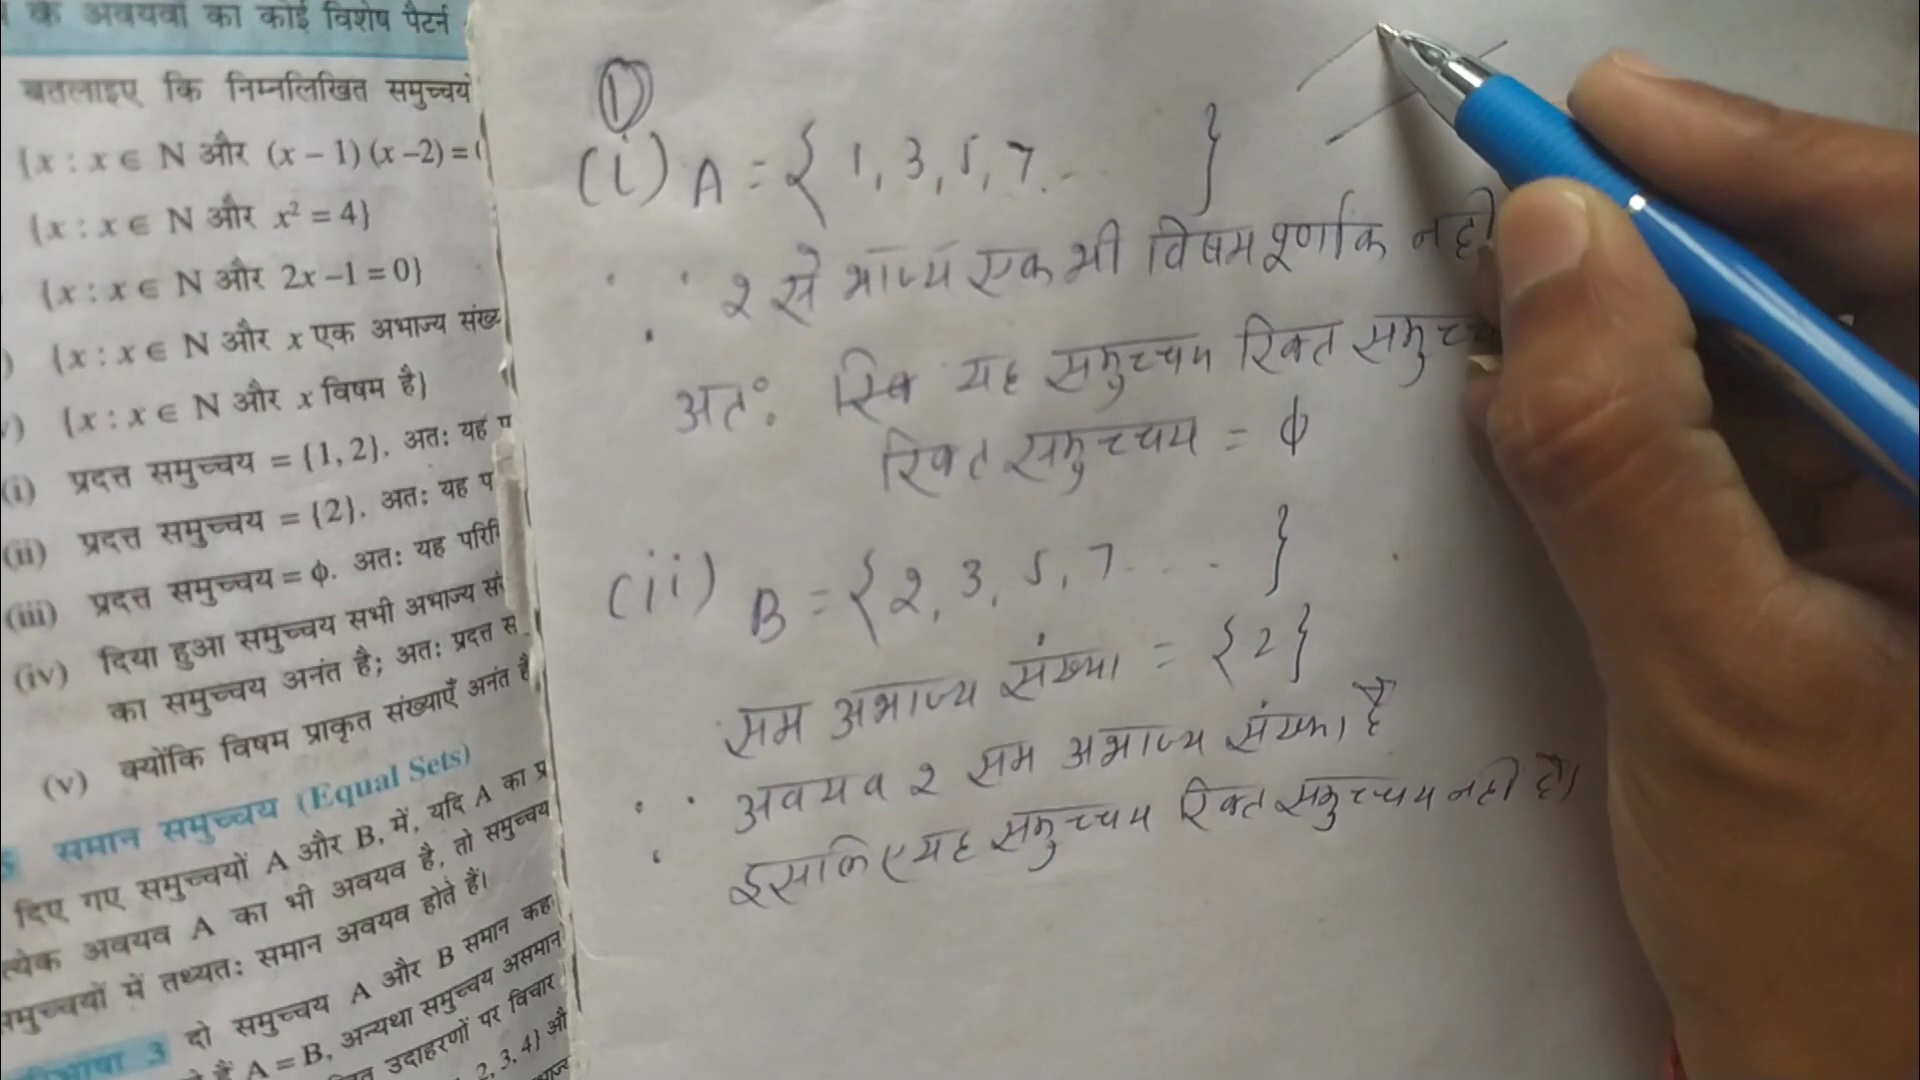 के अवयवों का कोई विशेष पैटर्न
बतलाइए कि निम्नलिखित समुच्चयों
{x : x ∈ N और (x – 1) (x –2) =
{x : x ∈ N और x² = 4}
{x : x ∈ N और 2x –1 = 0}
{x : x ∈ N और x एक अभाज्य संख्य
{x : x ∈ N और x विषम है}
(i) प्रदत्त समुच्चय = {1, 2}. अतः यह प
(ii) प्रदत्त समुच्चय = {2}. अतः यह प
(iii) प्रदत्त समुच्चय = ϕ. अतः यह परिमि
(iv) दिया हुआ समुच्चय सभी अभाज्य सं
का समुच्चय अनंत है; अतः प्रदत्त स
(v) क्योंकि विषम प्राकृत संख्याएँ अनंत है
समान समुच्चय (Equal Sets)
दिए गए समुच्चयों A और B, में, यदि A का प्र
त्येक अवयव A का भी अवयव है, तो समुच्चय
समुच्चयों में तथ्यतः समान अवयव होते हैं।
3 दो समुच्चय A और B समान कह
हैं A = B, अन्यथा समुच्चय असमान
उदाहरणों पर विचार
2, 3, 4} औ
①
(i) A = { 1, 3, 5, 7. .. }
∵ 2 से भाज्य एक भी विषम पूर्णांक नही
∴ अतः यह समुच्चय रिक्त समुच्च
रिक्त समुच्चय = ϕ
(ii) B = { 2, 3, 5, 7. . . . }
सम अभाज्य संख्या = {2}
∵ अवयव 2 सम अभाज्य संख्या है
∴ इसलिए यह समुच्चय रिक्त समुच्चय नही है।